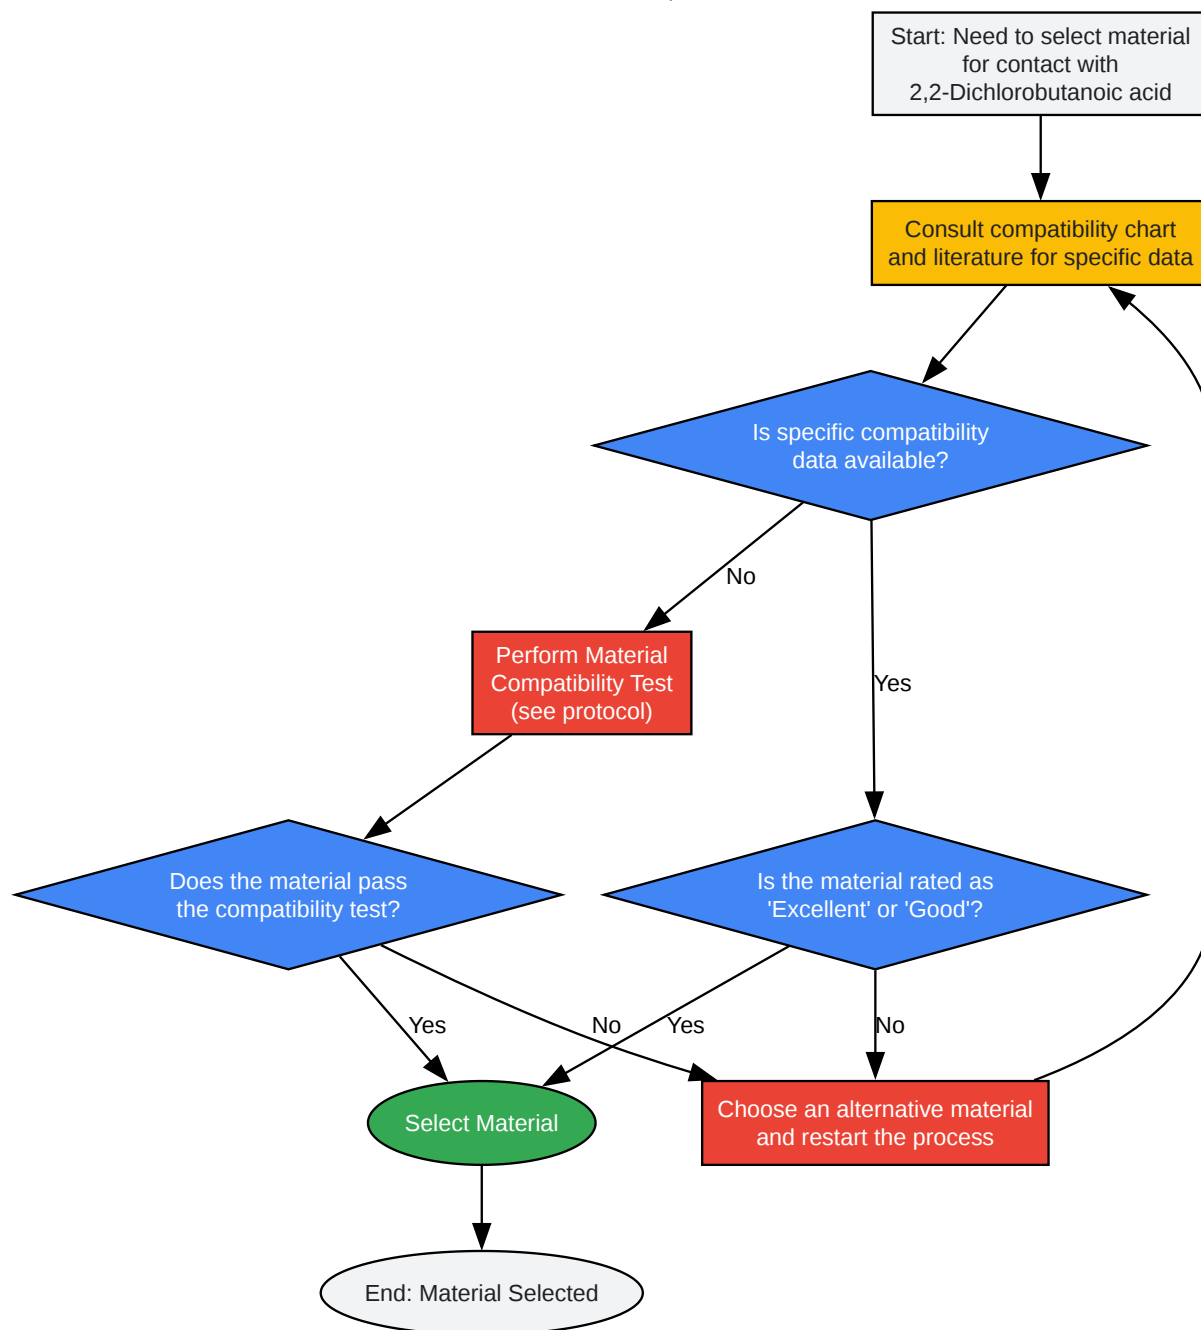 Start: Need to select material
for contact with
2,2-Dichlorobutanoic acid
Consult compatibility chart
and literature for specific data
Is specific compatibility
data available?
No
Yes
Perform Material
Compatibility Test
(see protocol)
Does the material pass
the compatibility test?
Is the material rated as
'Excellent' or 'Good'?
Yes
No
Yes
No
Select Material
Choose an alternative material
and restart the process
End: Material Selected